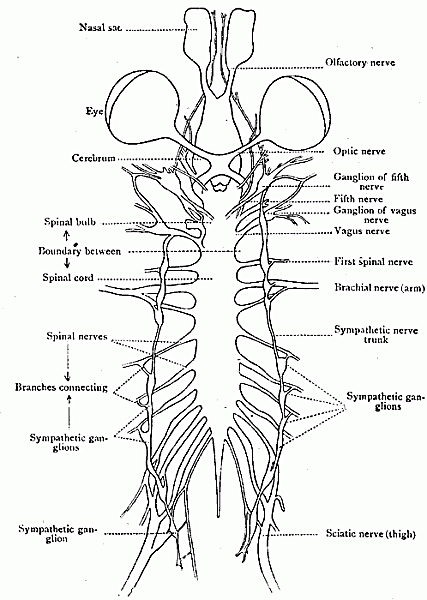 Nasal sac
Olfactory nerve
Eye
Cerebrum
Optic nerve
Ganglion of fifth
nerve
Fifth nerve
Ganglion of vagus
nerve
Spinal bulb
Vagus nerve
Boundary between
First spinal nerve
Spinal cord
Brachial nerve (arm)
Spinal nerves
Sympathetic nerve
trunk
Branches connecting
Sympathetic gan-
glions
Sympathetic gan-
glions
Sympathetic gan-
glion
Sciatic nerve (thigh)